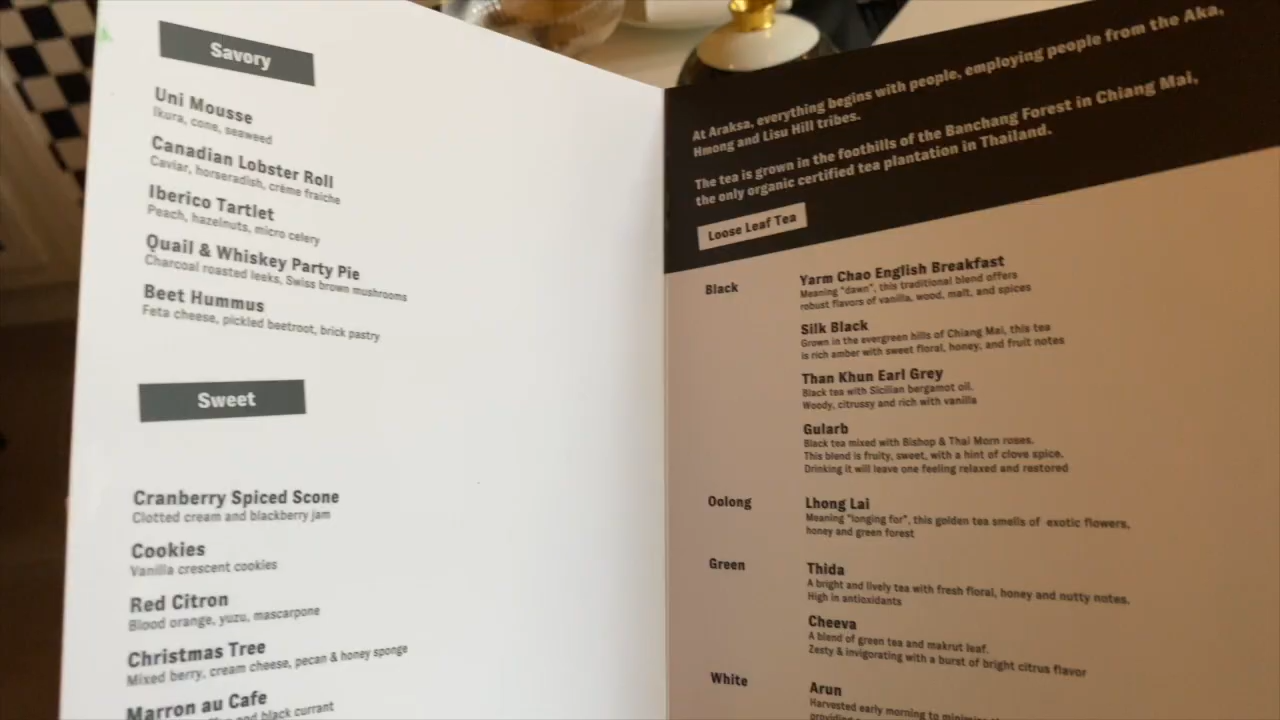 Savory
Uni Mousse
Ikura, cone, seaweed
Canadian Lobster Roll
Caviar, horseradish, crème fraiche
Iberico Tartlet
Peach, hazelnuts, micro celery
Quail & Whiskey Party Pie
Charcoal roasted leeks, Swiss brown mushrooms
Beet Hummus
Feta cheese, pickled beetroot, brick pastry
Sweet
Cranberry Spiced Scone
Clotted cream and blackberry jam
Cookies
Vanilla crescent cookies
Red Citron
Blood orange, yuzu, mascarpone
Christmas Tree
Mixed berry, cream cheese, pecan & honey sponge
Marron au Cafe
and black currant
At Araksa, everything begins with people, employing people from the Aka,
Hmong and Lisu Hill tribes.
The tea is grown in the foothills of the Banchang Forest in Chiang Mai,
the only organic certified tea plantation in Thailand.
Loose Leaf Tea
Black
Yarm Chao English Breakfast
Meaning "dawn", this traditional blend offers
robust flavors of vanilla, wood, malt, and spices
Silk Black
Grown in the evergreen hills of Chiang Mai, this tea
is rich amber with sweet floral, honey, and fruit notes
Than Khun Earl Grey
Black tea with Sicilian bergamot oil.
Woody, citrussy and rich with vanilla
Gularb
Black tea mixed with Bishop & Thai Morn roses.
This blend is fruity, sweet, with a hint of clove spice.
Drinking it will leave one feeling relaxed and restored
Oolong
Lhong Lai
Meaning "longing for", this golden tea smells of exotic flowers,
honey and green forest
Green
Thida
A bright and lively tea with fresh floral, honey and nutty notes.
High in antioxidants
Cheeva
A blend of green tea and makrut leaf.
Zesty & invigorating with a burst of bright citrus flavor
White
Arun
Harvested early morning to